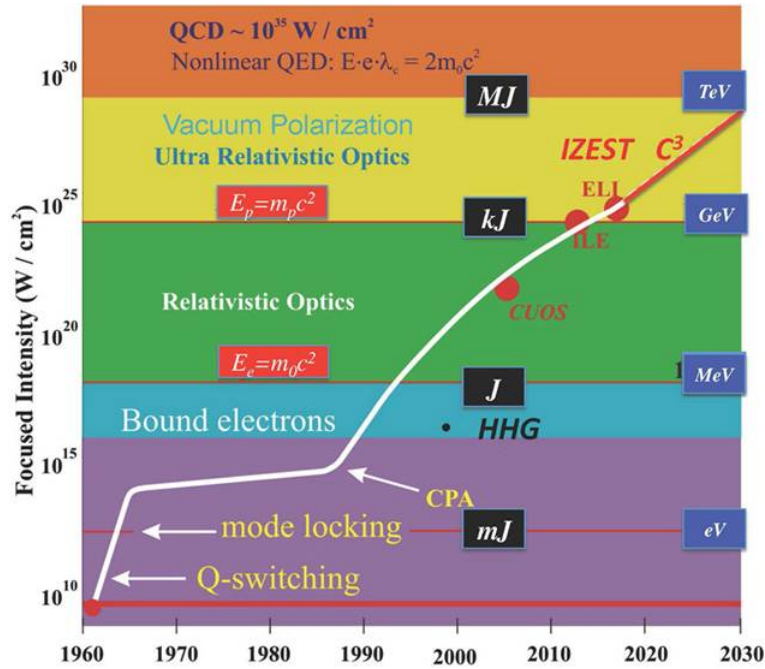 QCD ~ 10³⁵ W / cm²
Nonlinear QED: E·e·λc = 2m₀c²
10³⁰
MJ
TeV
Vacuum Polarization
Ultra Relativistic Optics
IZEST C³
ELI
10²⁵
Eₚ=mₚc²
kJ
GeV
ILE
Relativistic Optics
CUOS
10²⁰
Eₑ=m₀c²
J
1
MeV
Bound electrons
HHG
10¹⁵
CPA
mode locking
mJ
eV
Q-switching
10¹⁰
Focused Intensity (W / cm²)
1960 1970 1980 1990 2000 2010 2020 2030